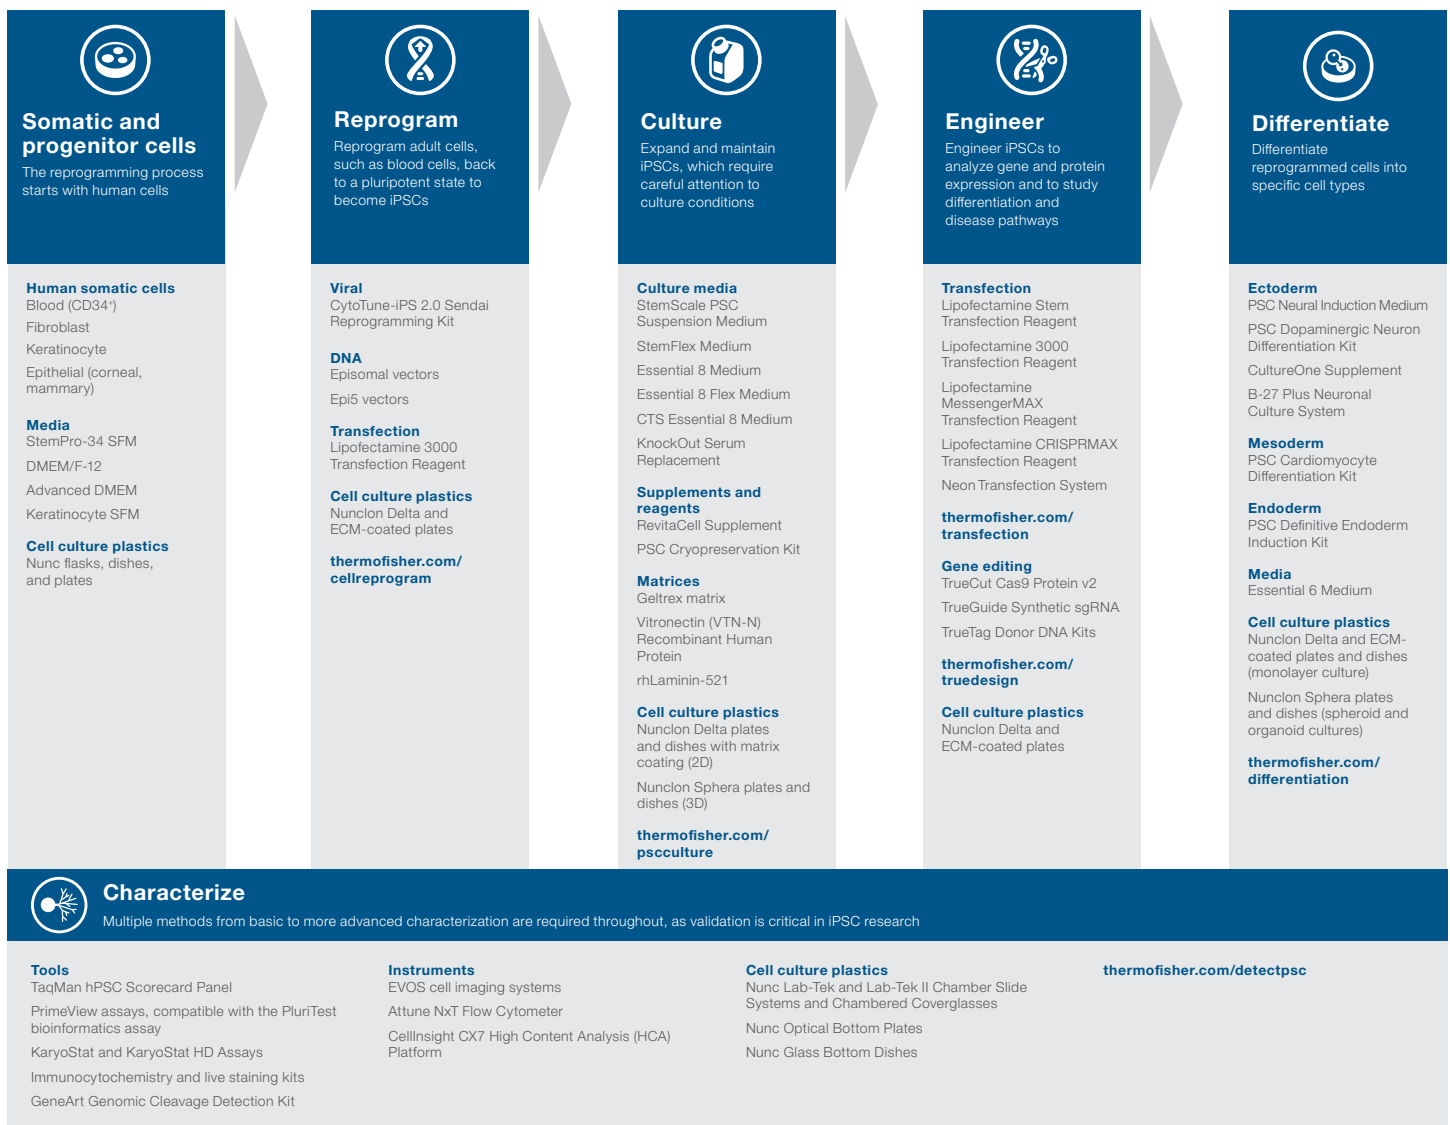 Somatic and
progenitor cells
The reprogramming process
starts with human cells
Human somatic cells
Blood (CD34⁺)
Fibroblast
Keratinocyte
Epithelial (corneal,
mammary)
Media
StemPro-34 SFM
DMEM/F-12
Advanced DMEM
Keratinocyte SFM
Cell culture plastics
Nunc flasks, dishes,
and plates
Reprogram
Reprogram adult cells,
such as blood cells, back
to a pluripotent state to
become iPSCs
Viral
CytoTune-iPS 2.0 Sendai
Reprogramming Kit
DNA
Episomal vectors
Epi5 vectors
Transfection
Lipofectamine 3000
Transfection Reagent
Cell culture plastics
Nunclon Delta and
ECM-coated plates
thermofisher.com/
cellreprogram
Culture
Expand and maintain
iPSCs, which require
careful attention to
culture conditions
Culture media
StemScale PSC
Suspension Medium
StemFlex Medium
Essential 8 Medium
Essential 8 Flex Medium
CTS Essential 8 Medium
KnockOut Serum
Replacement
Supplements and
reagents
RevitaCell Supplement
PSC Cryopreservation Kit
Matrices
Geltrex matrix
Vitronectin (VTN-N)
Recombinant Human
Protein
rhLaminin-521
Cell culture plastics
Nunclon Delta plates
and dishes with matrix
coating (2D)
Nunclon Sphera plates and
dishes (3D)
thermofisher.com/
pscculture
Engineer
Engineer iPSCs to
analyze gene and protein
expression and to study
differentiation and
disease pathways
Transfection
Lipofectamine Stem
Transfection Reagent
Lipofectamine 3000
Transfection Reagent
Lipofectamine
MessengerMAX
Transfection Reagent
Lipofectamine CRISPRMAX
Transfection Reagent
Neon Transfection System
thermofisher.com/
transfection
Gene editing
TrueCut Cas9 Protein v2
TrueGuide Synthetic sgRNA
TrueTag Donor DNA Kits
thermofisher.com/
truedesign
Cell culture plastics
Nunclon Delta and
ECM-coated plates
Differentiate
Differentiate
reprogrammed cells into
specific cell types
Ectoderm
PSC Neural Induction Medium
PSC Dopaminergic Neuron
Differentiation Kit
CultureOne Supplement
B-27 Plus Neuronal
Culture System
Mesoderm
PSC Cardiomyocyte
Differentiation Kit
Endoderm
PSC Definitive Endoderm
Induction Kit
Media
Essential 6 Medium
Cell culture plastics
Nunclon Delta and ECM-
coated plates and dishes
(monolayer culture)
Nunclon Sphera plates
and dishes (spheroid and
organoid cultures)
thermofisher.com/
differentiation
Characterize
Multiple methods from basic to more advanced characterization are required throughout, as validation is critical in iPSC research
Tools
TaqMan hPSC Scorecard Panel
PrimeView assays, compatible with the PluriTest
bioinformatics assay
KaryoStat and KaryoStat HD Assays
Immunocytochemistry and live staining kits
GeneArt Genomic Cleavage Detection Kit
Instruments
EVOS cell imaging systems
Attune NxT Flow Cytometer
CellInsight CX7 High Content Analysis (HCA)
Platform
Cell culture plastics
Nunc Lab-Tek and Lab-Tek II Chamber Slide
Systems and Chambered Coverglasses
Nunc Optical Bottom Plates
Nunc Glass Bottom Dishes
thermofisher.com/detectpsc